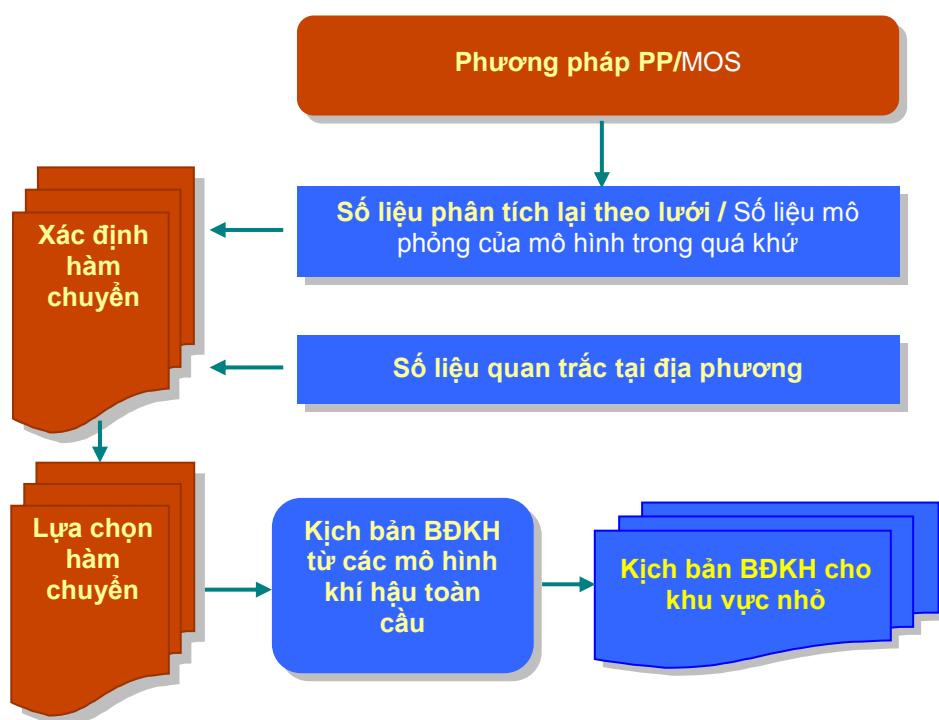 Phương pháp PP/MOS
Số liệu phân tích lại theo lưới / Số liệu mô
phỏng của mô hình trong quá khứ
Xác định
hàm
chuyển
Số liệu quan trắc tại địa phương
Lựa chọn
hàm
chuyển
Kịch bản BĐKH
từ các mô hình
khí hậu toàn
cầu
Kịch bản BĐKH cho
khu vực nhỏ